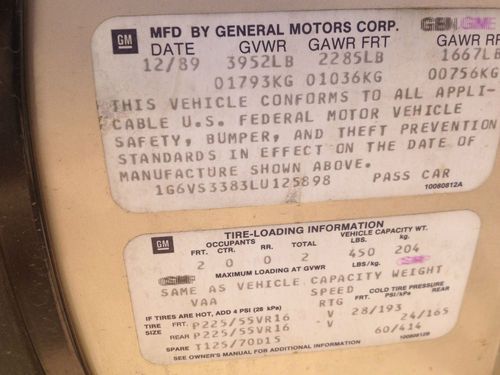 GM
MFD BY GENERAL MOTORS CORP.
DATE GVWR GAWR FRT GAWR RR
12/89 3952LB 2285LB 1667LB
01793KG 01036KG 00756KG
THIS VEHICLE CONFORMS TO ALL APPLI-
CABLE U.S. FEDERAL MOTOR VEHICLE
SAFETY, BUMPER, AND THEFT PREVENTION
STANDARDS IN EFFECT ON THE DATE OF
MANUFACTURE SHOWN ABOVE.
1G6VS3383LU125898 PASS CAR
10080812A
GM
TIRE-LOADING INFORMATION
OCCUPANTS VEHICLE CAPACITY WT.
FRT. CTR. RR. TOTAL LBS. kg.
2 0 0 2 450 204
MAXIMUM LOADING AT GVWR LBS/kg.
SAME AS VEHICLE CAPACITY WEIGHT
VAA SPEED COLD TIRE PRESSURE
IF TIRES ARE HOT, ADD 4 PSI (28 kPa) RTG FRT. PSI/kPa REAR
TIRE FRT. P225/55VR16 V 28/193
SIZE REAR P225/55VR16 V 24/165
SPARE T125/70D15 60/414
SEE OWNER'S MANUAL FOR ADDITIONAL INFORMATION 10080812B